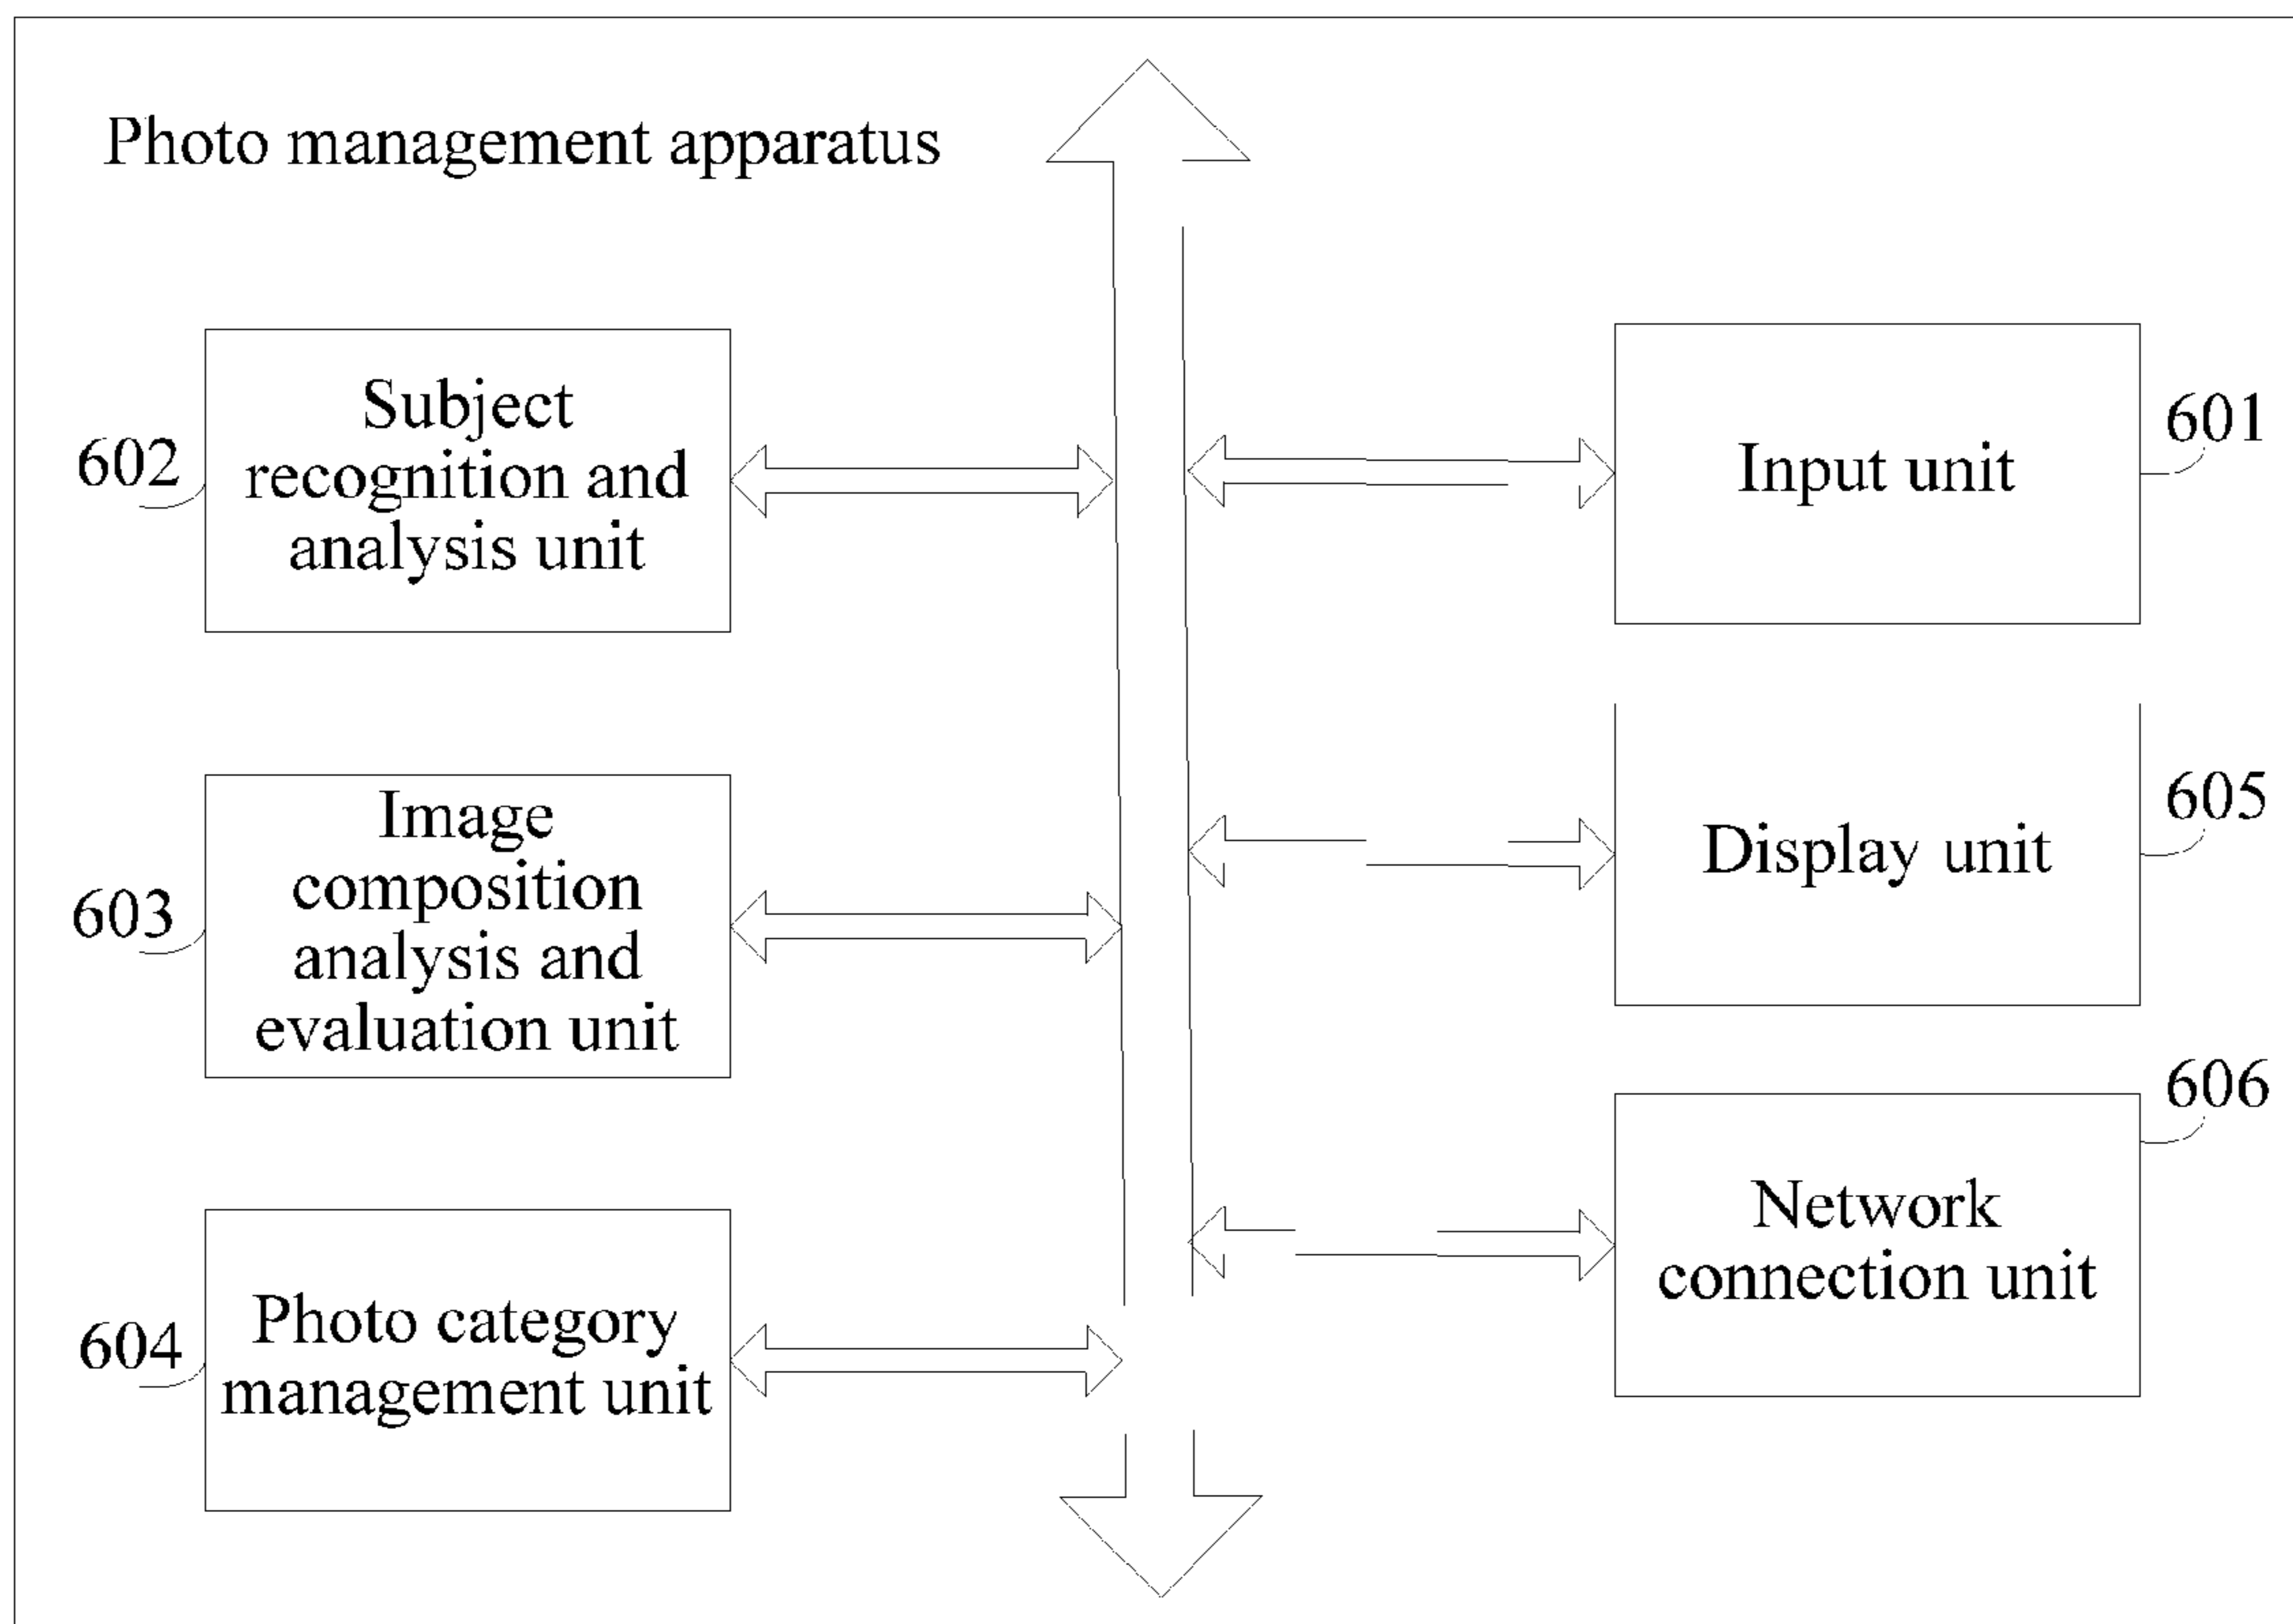 Photo management apparatus
602
Subject
recognition and
analysis unit
Input unit
601
603
Image
composition
analysis and
evaluation unit
Display unit
605
604
Photo category
management unit
Network
connection unit
606